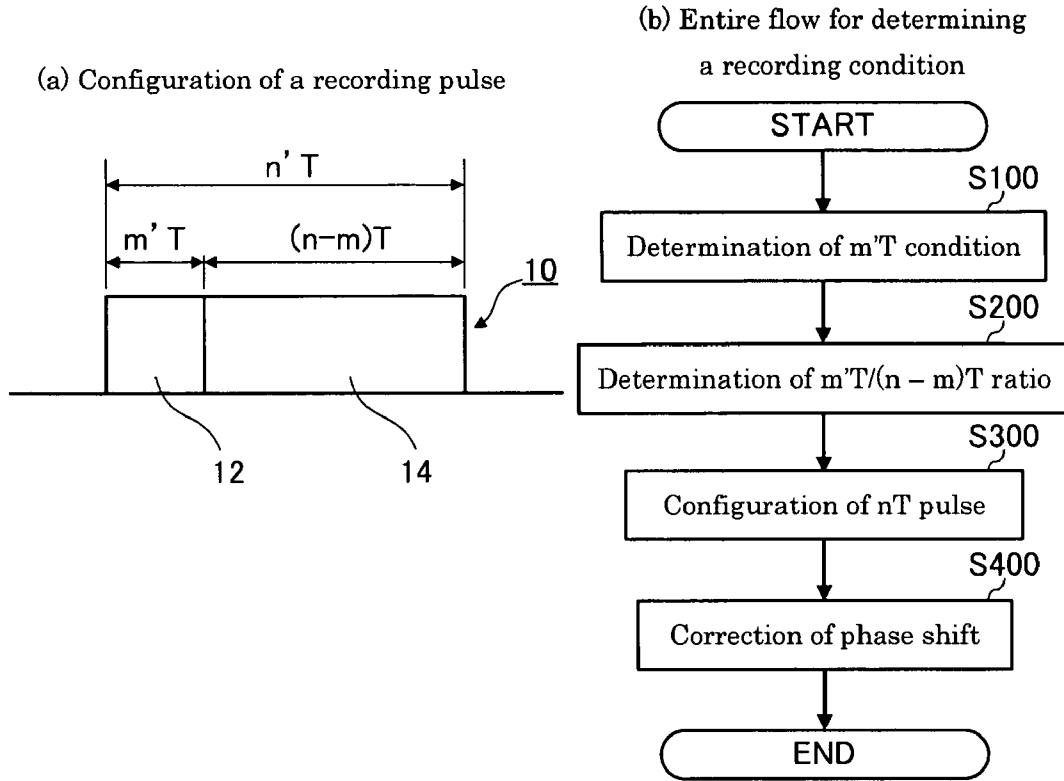 (a) Configuration of a recording pulse
n' T
m' T
(n−m)T
10
12
14
(b) Entire flow for determining
a recording condition
START
S100
Determination of m'T condition
S200
Determination of m'T/(n – m)T ratio
S300
Configuration of nT pulse
S400
Correction of phase shift
END